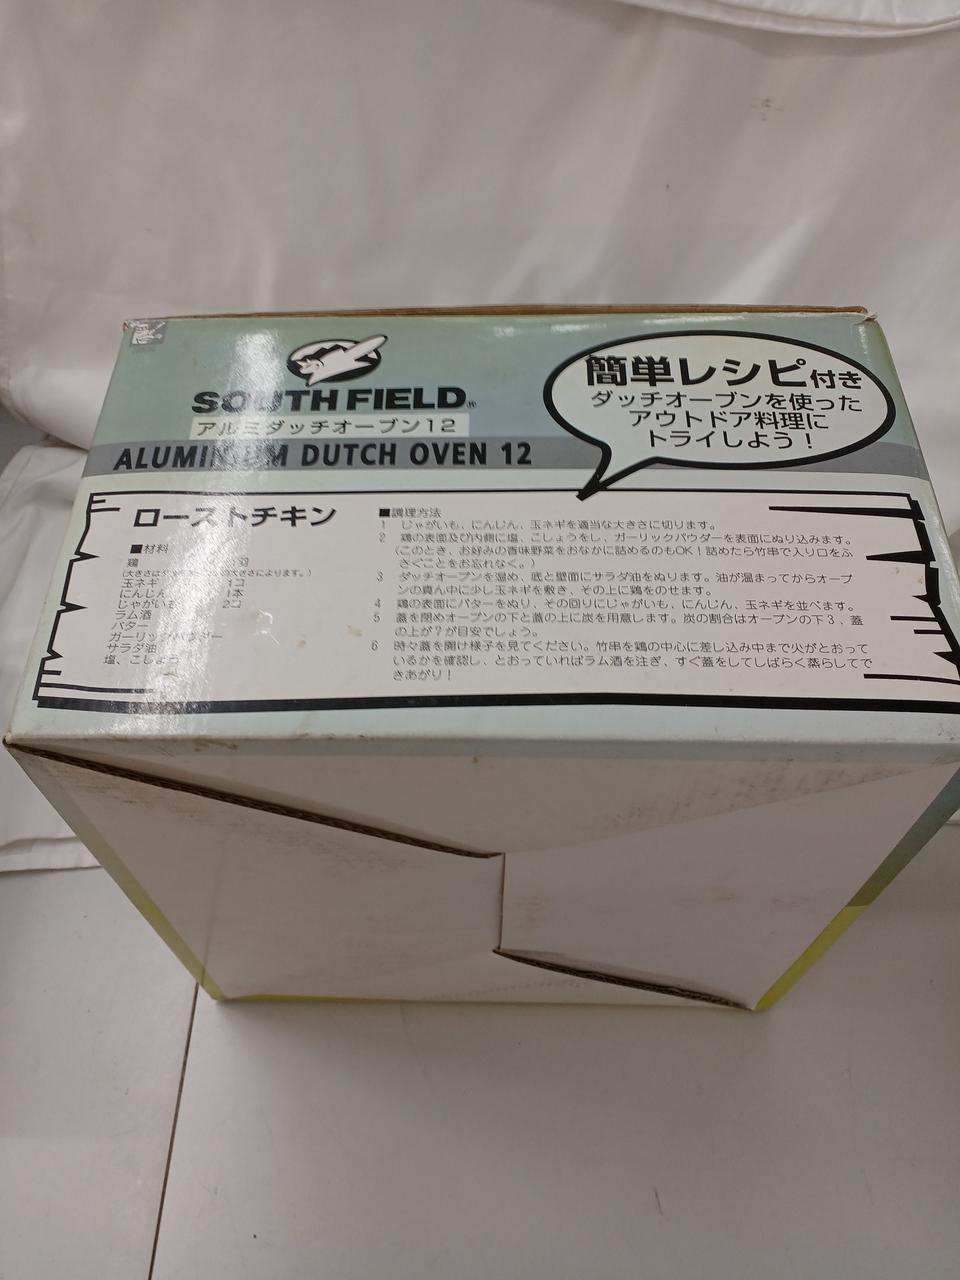 SOUTH FIELD®
アルミダッチオーブン12
ALUMINUM DUTCH OVEN 12
簡単レシピ付き
ダッチオーブンを使った
アウトドア料理に
トライしよう！
ローストチキン
■材料
鶏
玉ネギ 1コ
にんじん 1本
じゃがいも 2コ
ラム酒
バター
ガーリックパウダー
サラダ油
塩、こしょう
■調理方法
1 じゃがいも、にんじん、玉ネギを適当な大きさに切ります。
2 鶏の表面及び内側に塩、こしょうをし、ガーリックパウダーを表面にぬり込みます。
（このとき、お好みの香味野菜をおなかに詰めるのもOK！詰めたら竹串で入り口をふ
さぐことをお忘れなく。）
3 ダッチオーブンを温め、底と壁面にサラダ油をぬります。油が温まってからオーブ
ンの真ん中に少し玉ネギを敷き、その上に鶏をのせます。
4 鶏の表面にバターをぬり、その回りにじゃがいも、にんじん、玉ネギを並べます。
5 蓋を閉めオーブンの下と蓋の上に炭を用意します。炭の割合はオーブンの下3、蓋
の上が7が目安でしょう。
6 時々蓋を開け様子を見てください。竹串を鶏の中心に差し込み中まで火がとおって
いるかを確認し、とおっていればラム酒を注ぎ、すぐ蓋をしてしばらく蒸らしてで
きあがり！